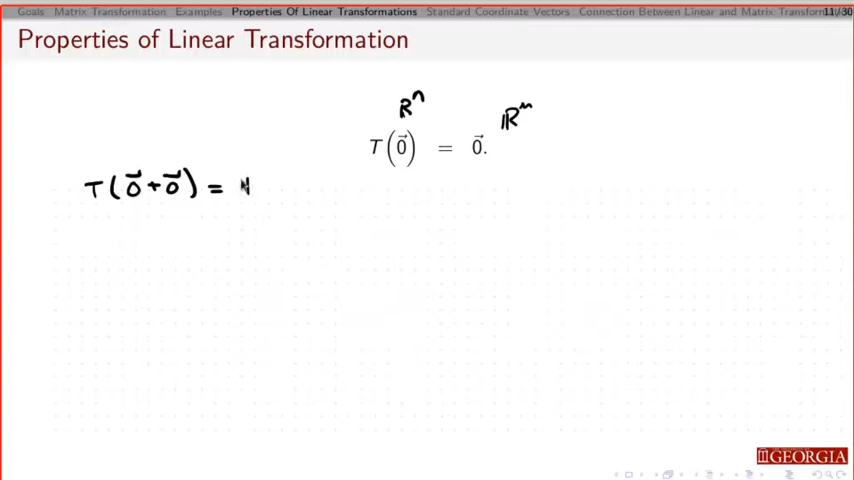 Goals Matrix Transformation Examples Properties Of Linear Transformations Standard Coordinate Vectors Connection Between Linear and Matrix Transform 11/30
Properties of Linear Transformation
ℝⁿ ℝᵐ
T(0⃗) = 0⃗.
T(0⃗+0⃗) =
GEORGIA